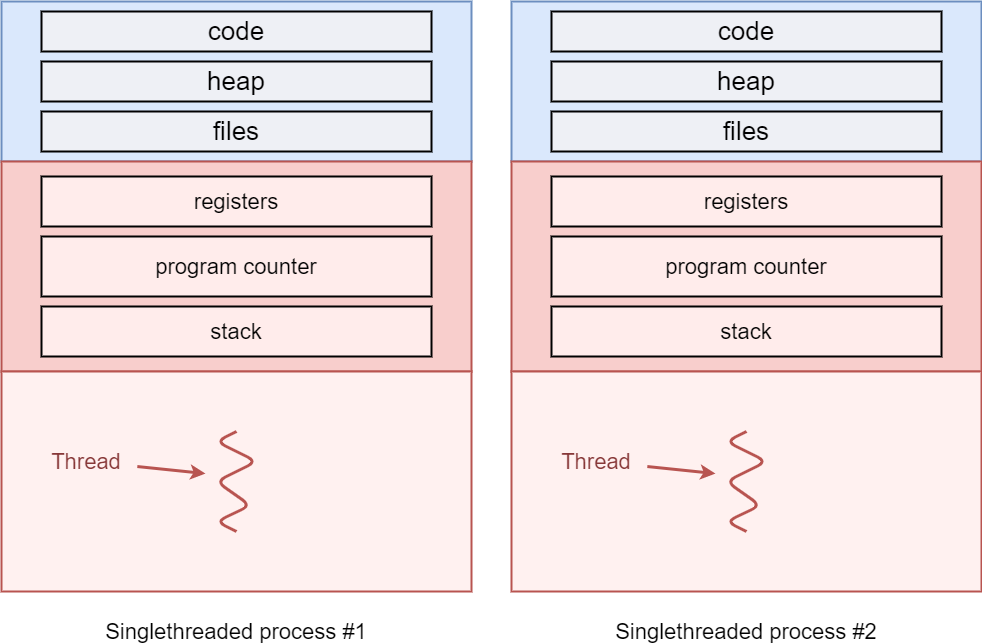 code
heap
files
registers
program counter
stack
Thread
Singlethreaded process #1
code
heap
files
registers
program counter
stack
Thread
Singlethreaded process #2